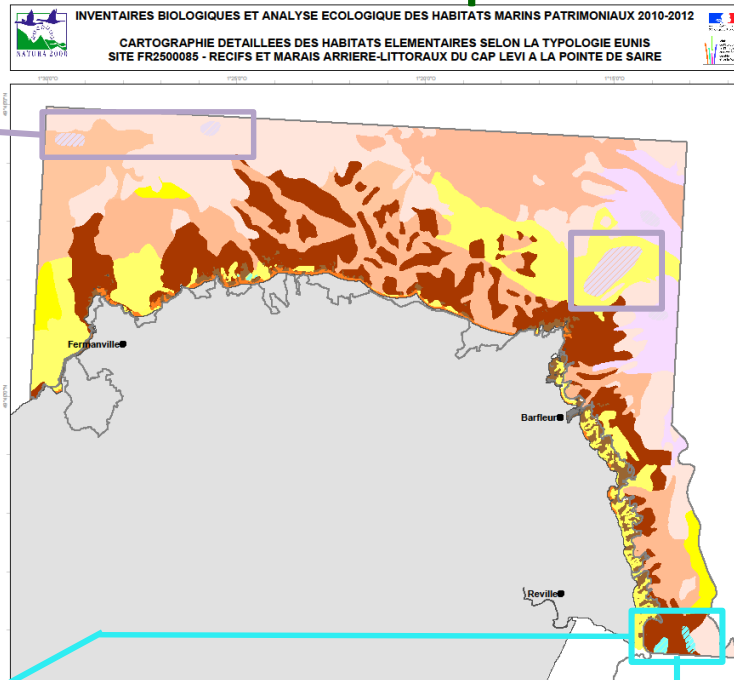 INVENTAIRES BIOLOGIQUES ET ANALYSE ECOLOGIQUE DES HABITATS MARINS PATRIMONIAUX 2010-2012
CARTOGRAPHIE DETAILLEES DES HABITATS ELEMENTAIRES SELON LA TYPOLOGIE EUNIS
SITE FR2500085 - RECIFS ET MARAIS ARRIERE-LITTORAUX DU CAP LEVI A LA POINTE DE SAIRE
NATURA 2000
Fermanville
Barfleur
Reville